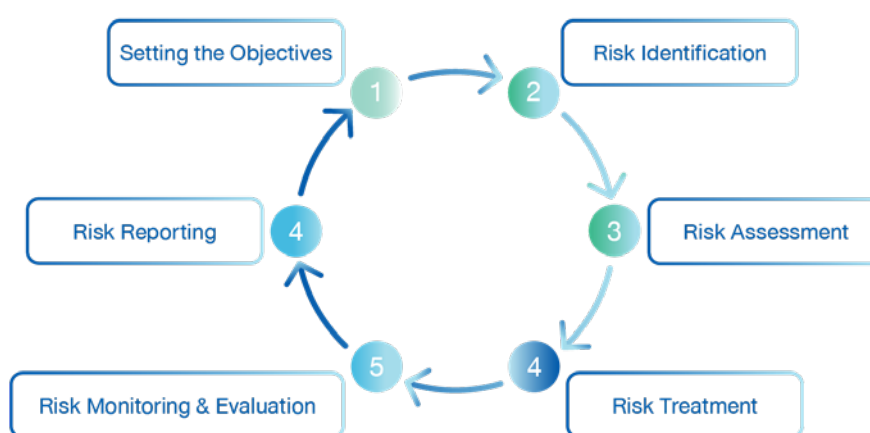 Setting the Objectives
1
2
Risk Identification
Risk Reporting
4
3
Risk Assessment
5
4
Risk Monitoring & Evaluation
Risk Treatment